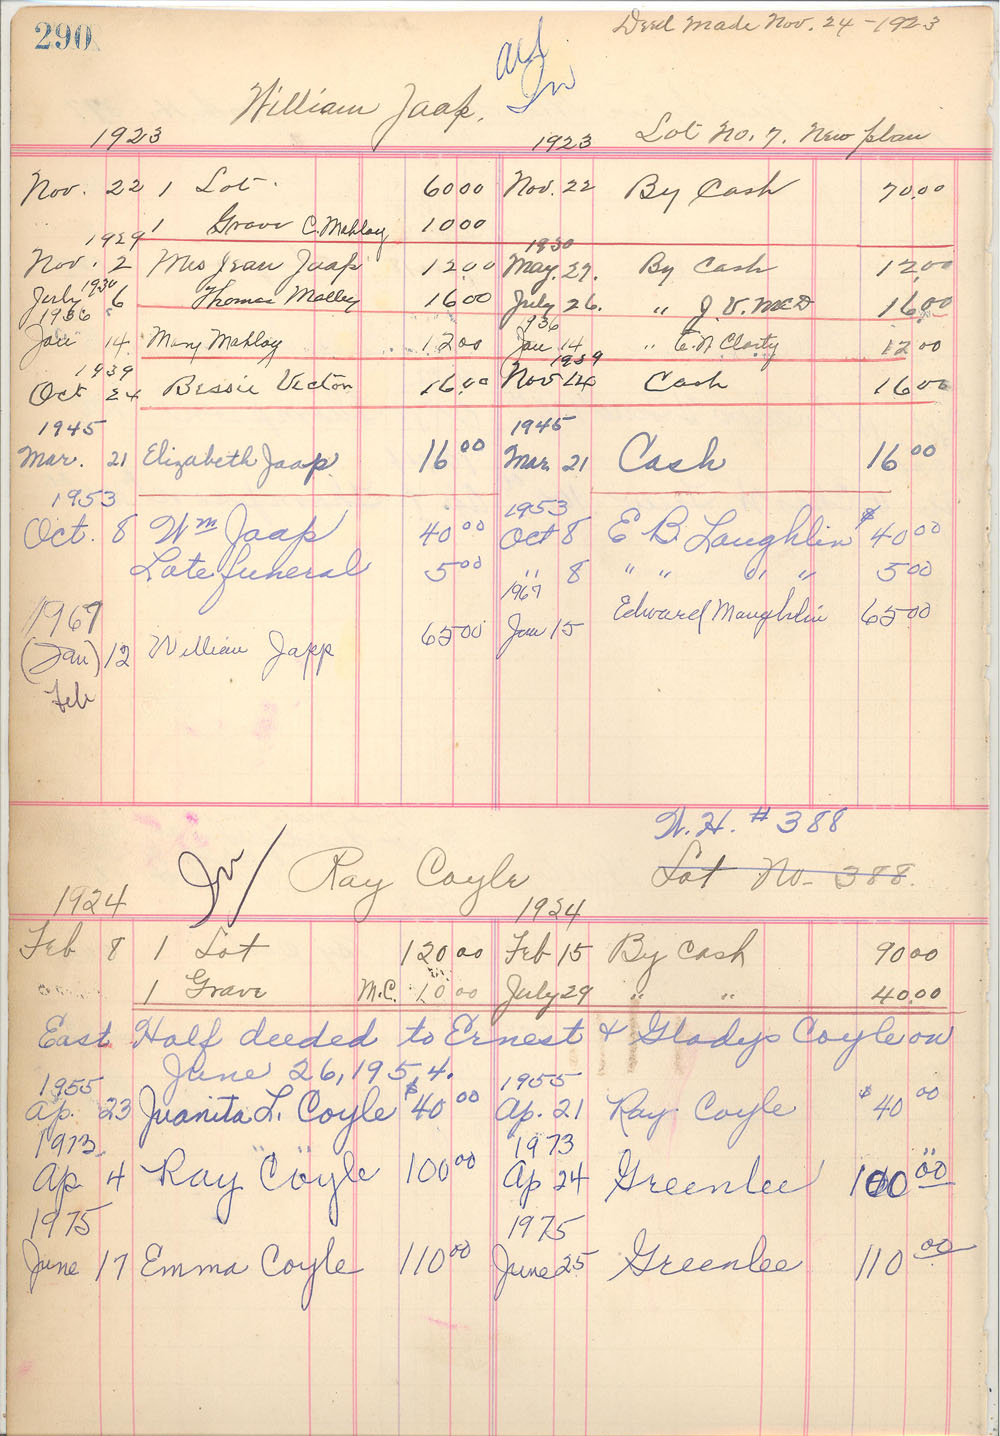 290
Deed Made Nov. 24 - 1923
William Jaap.
1923 1923 Lot No. 7. New plan
Nov. 22 1 Lot. 60 00 Nov. 22 By Cash 70.00
1 Grave C. Mahloy 10 00
1929 1930
Nov. 2 Mrs Jean Jaap 12.00 May. 27. By Cash 12.00
1930
July 6 Thomas Malley 16 00 July 26. " J. V. McD 16.00
1936 936
Jan 14 Mary Mahloy 12 00 Jan 14 " 12 00
1939 1939
Oct 24 Bessie Vecton 16.00 Nov 14 Cash 16 00
1945 1945
Mar. 21 Elizabeth Jaap 16 00 Mar. 21 Cash 16 00
1953 1953
Oct. 8 Wm Jaap 40 00 Oct 8 E B. Loughlin $ 40 00
Late funeral 5 00 " 8 " " " " 5 00
1967 1967
(Jan) 12 William Japp 65 00 Jan 15 Edward Maughlin 65 00
Feb
W. H. # 388
In Ray Coyle Lot No. 388.
1924 1924
Feb 8 1 Lot 120 00 Feb 15 By Cash 90 00
1 Grave M.C. 10 00 July 29 " " 40.00
East Half deeded to Ernest & Gladys Coyle on
June 26, 1954.
1955 1955
Ap. 23 Juanita L. Coyle $ 40 00 Ap. 21 Ray Coyle $ 40 00
1973 1973
Ap 4 Ray "C" Coyle 100 00 Ap 24 Greenlee 100 00
1975 1975
June 17 Emma Coyle 110 00 June 25 Greenlee 110 00